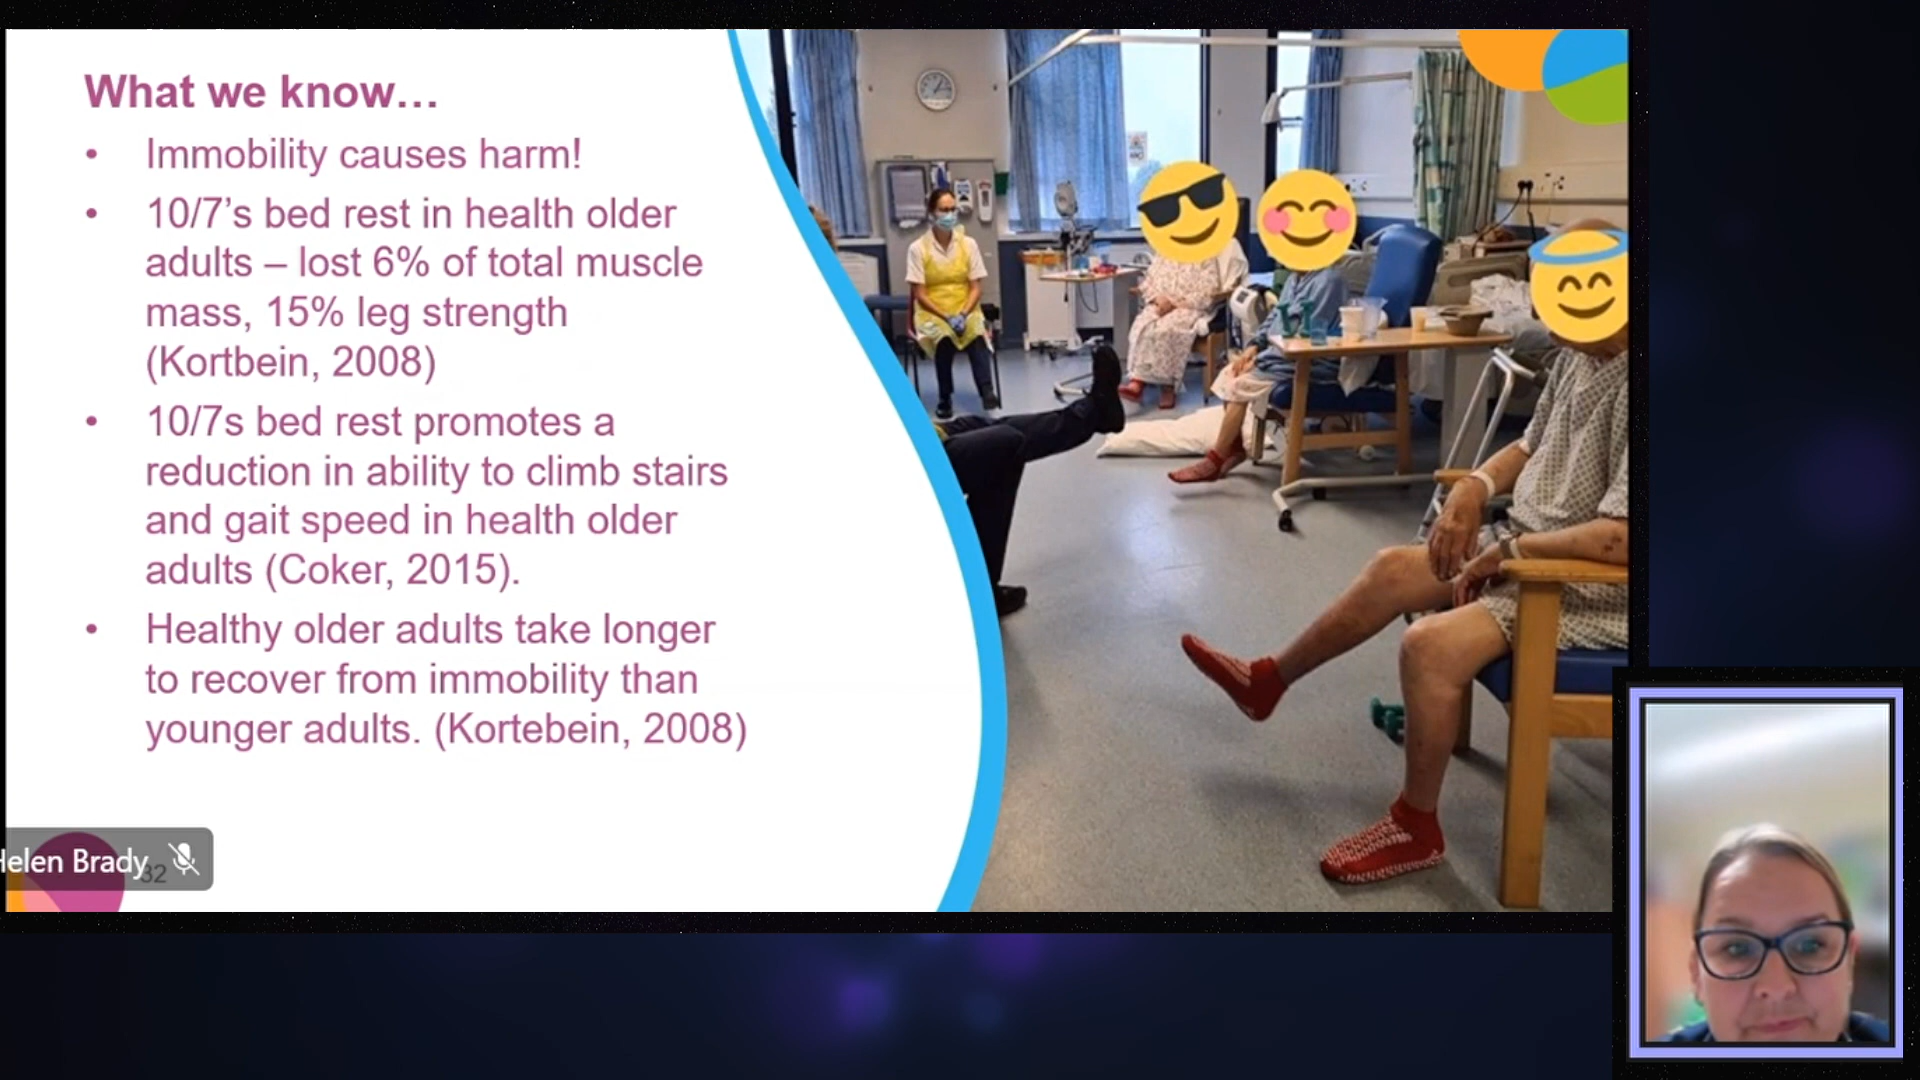 What we know...
• Immobility causes harm!
• 10/7’s bed rest in health older
adults – lost 6% of total muscle
mass, 15% leg strength
(Kortbein, 2008)
• 10/7s bed rest promotes a
reduction in ability to climb stairs
and gait speed in health older
adults (Coker, 2015).
• Healthy older adults take longer
to recover from immobility than
younger adults. (Kortebein, 2008)
Helen Brady
32